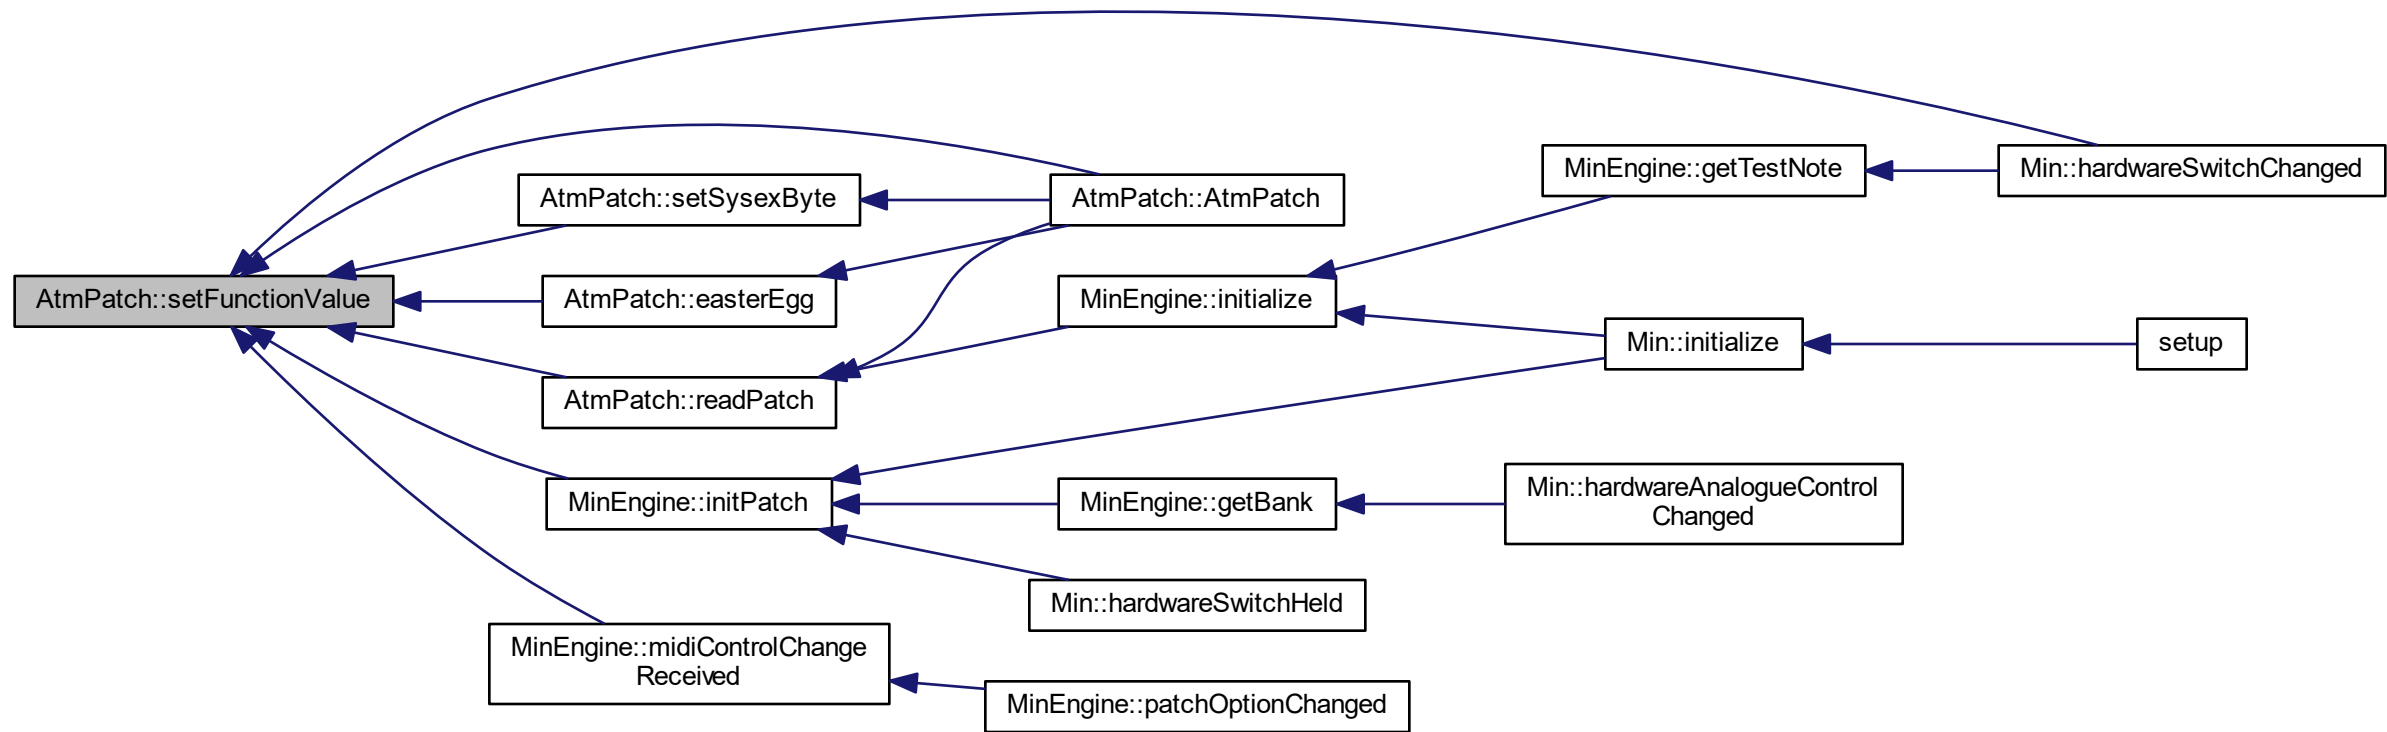 MinEngine::getTestNote
Min::hardwareSwitchChanged
AtmPatch::setSysexByte
AtmPatch::AtmPatch
AtmPatch::setFunctionValue
AtmPatch::easterEgg
MinEngine::initialize
Min::initialize
setup
AtmPatch::readPatch
MinEngine::initPatch
MinEngine::getBank
Min::hardwareAnalogueControl
Changed
Min::hardwareSwitchHeld
MinEngine::midiControlChange
Received
MinEngine::patchOptionChanged